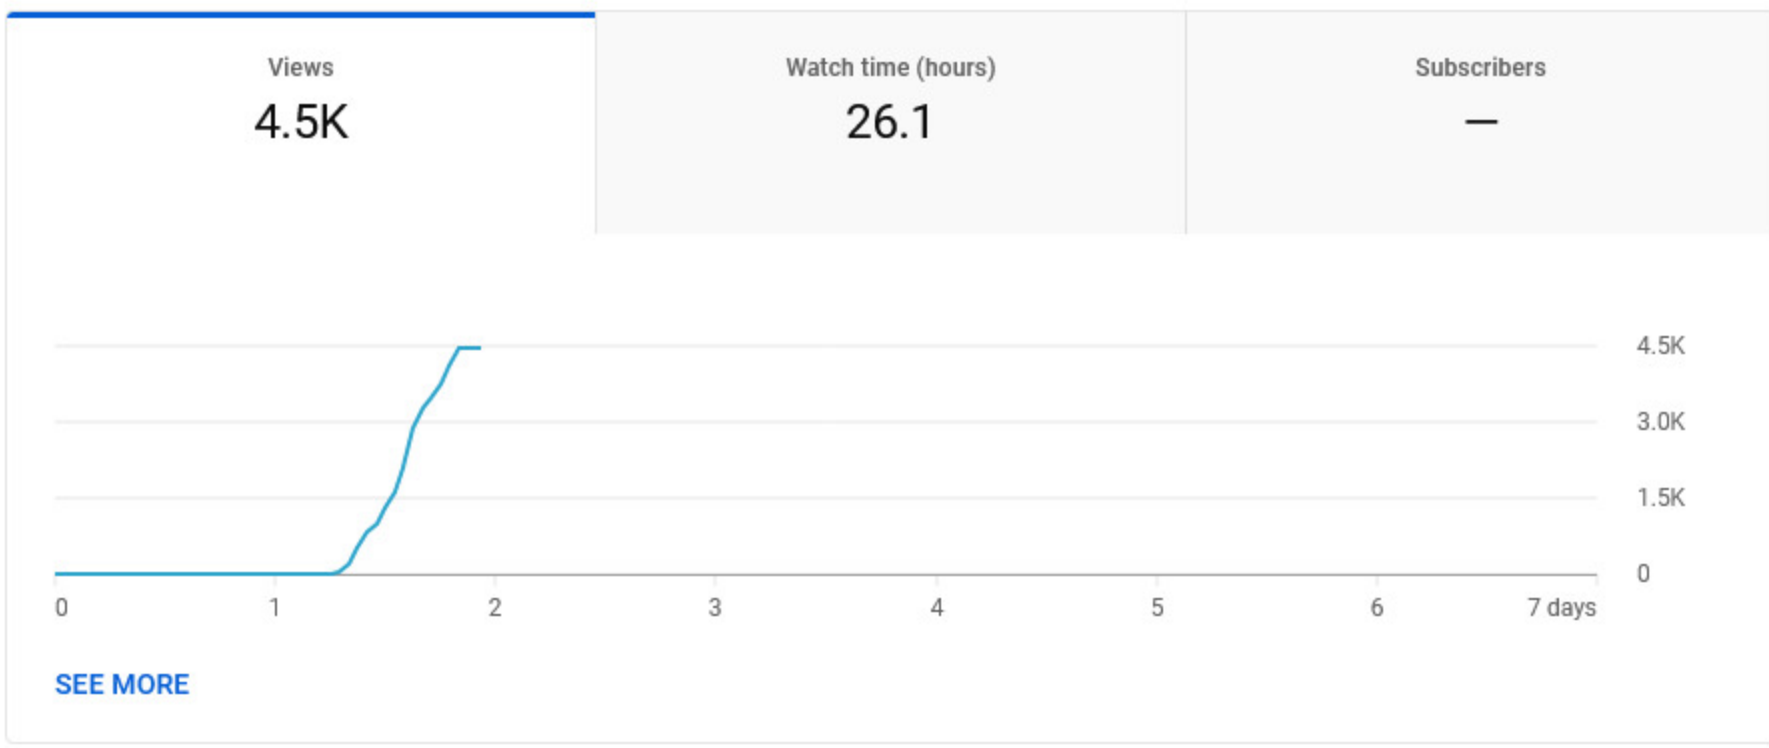 Views
4.5K
Watch time (hours)
26.1
Subscribers
—
4.5K
3.0K
1.5K
0
0 1 2 3 4 5 6 7 days
SEE MORE